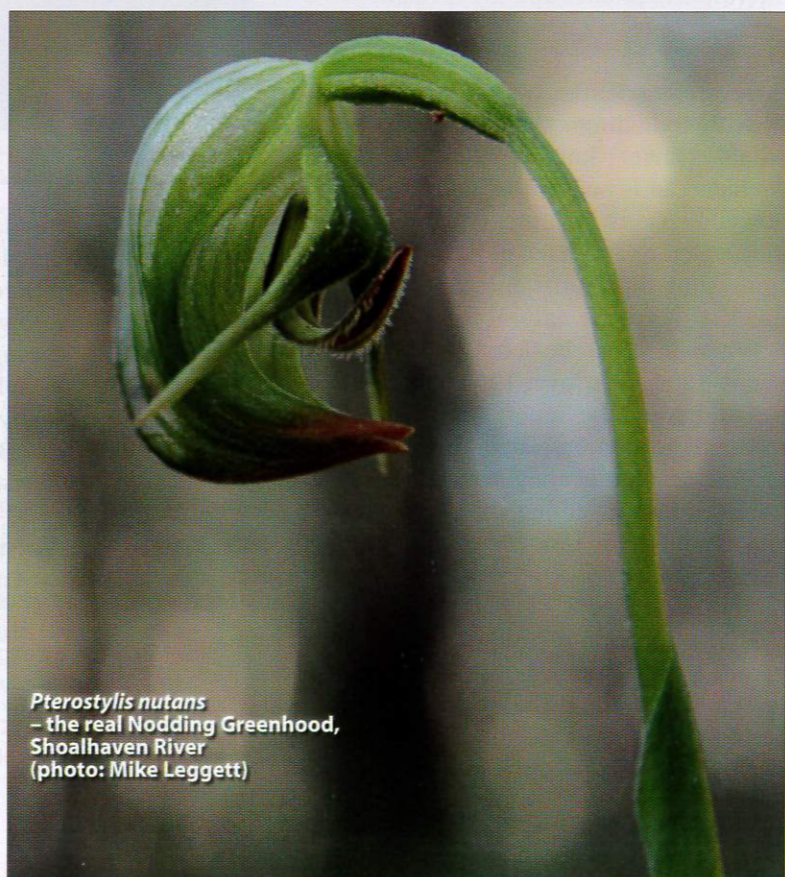 Pterostylis nutans
– the real Nodding Greenhood,
Shoalhaven River
(photo: Mike Leggett)